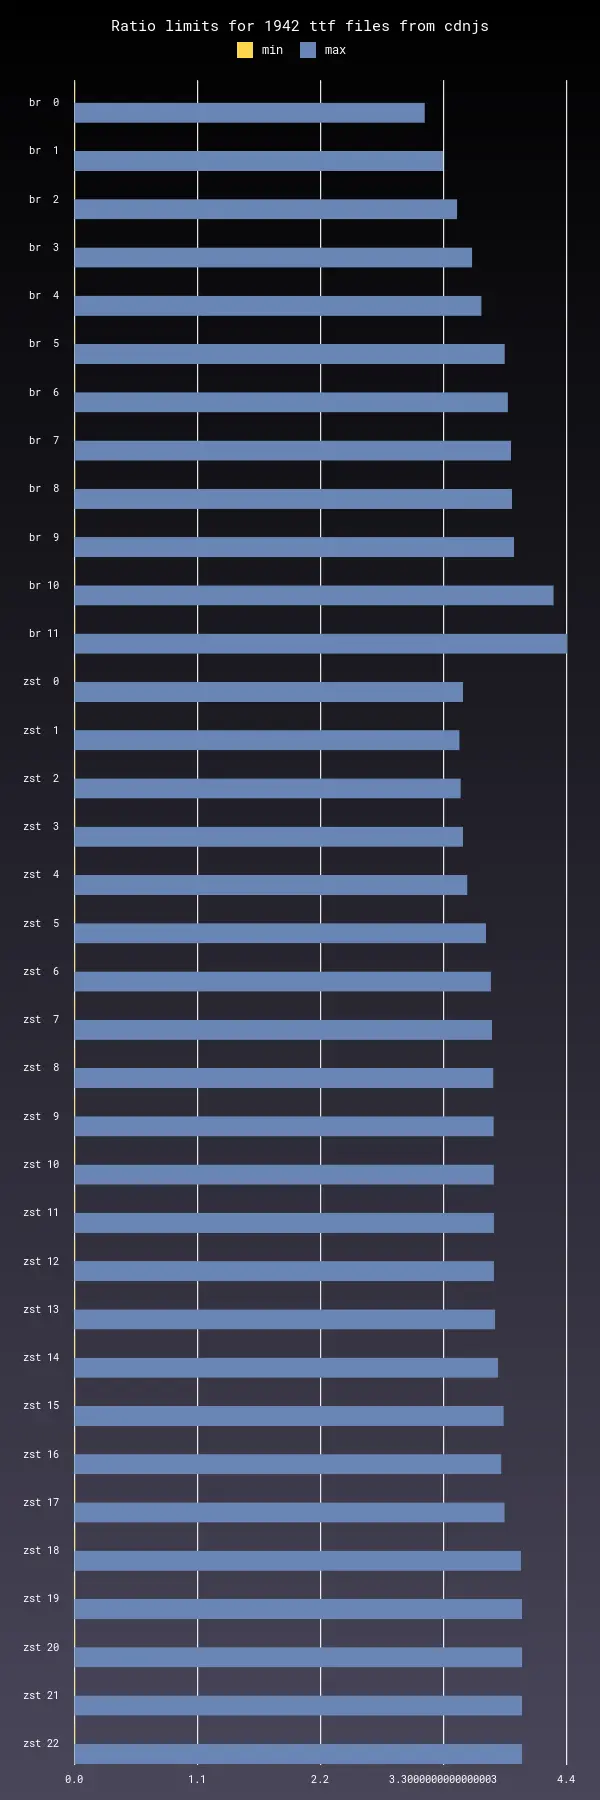 Ratio limits for 1942 ttf files from cdnjs
min max
br  0
br  1
br  2
br  3
br  4
br  5
br  6
br  7
br  8
br  9
br 10
br 11
zst  0
zst  1
zst  2
zst  3
zst  4
zst  5
zst  6
zst  7
zst  8
zst  9
zst 10
zst 11
zst 12
zst 13
zst 14
zst 15
zst 16
zst 17
zst 18
zst 19
zst 20
zst 21
zst 22
0.0 1.1 2.2 3.3000000000000003 4.4